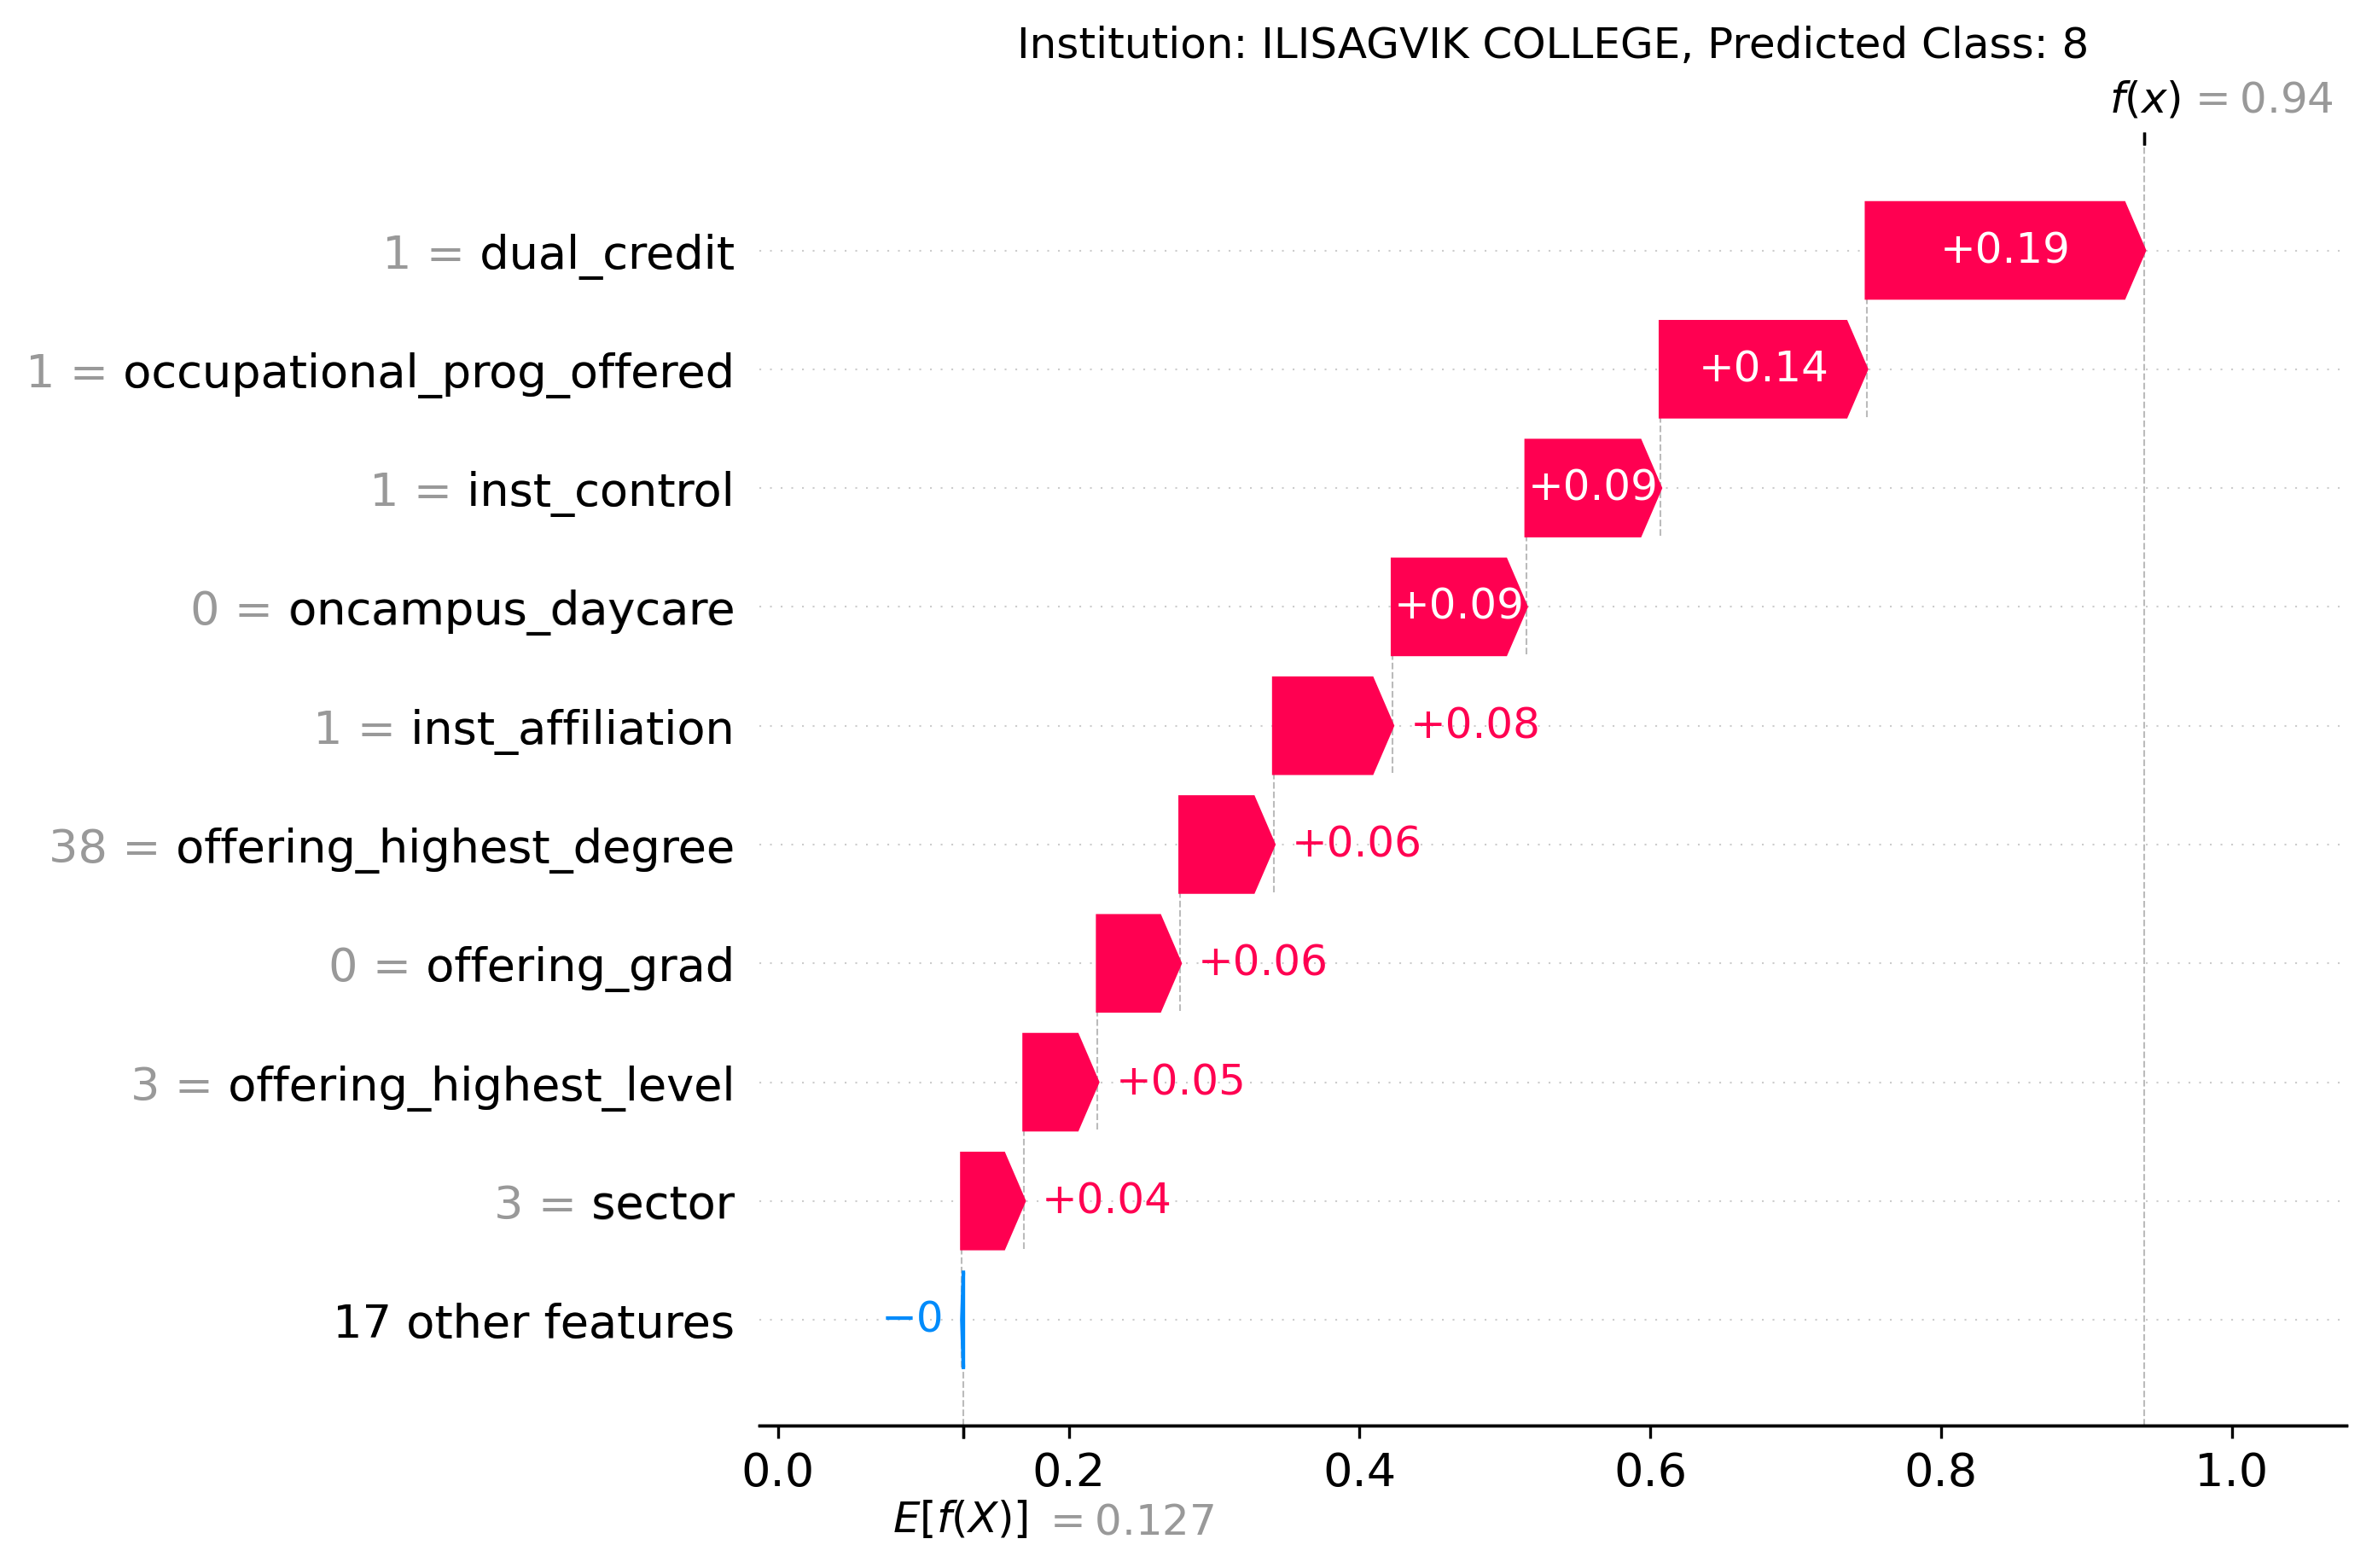 Institution: ILISAGVIK COLLEGE, Predicted Class: 8
f(x) = 0.94
1 = dual_credit +0.19
1 = occupational_prog_offered +0.14
1 = inst_control +0.09
0 = oncampus_daycare +0.09
1 = inst_affiliation +0.08
38 = offering_highest_degree +0.06
0 = offering_grad +0.06
3 = offering_highest_level +0.05
3 = sector +0.04
17 other features −0
0.0 0.2 0.4 0.6 0.8 1.0
E[f(X)] = 0.127